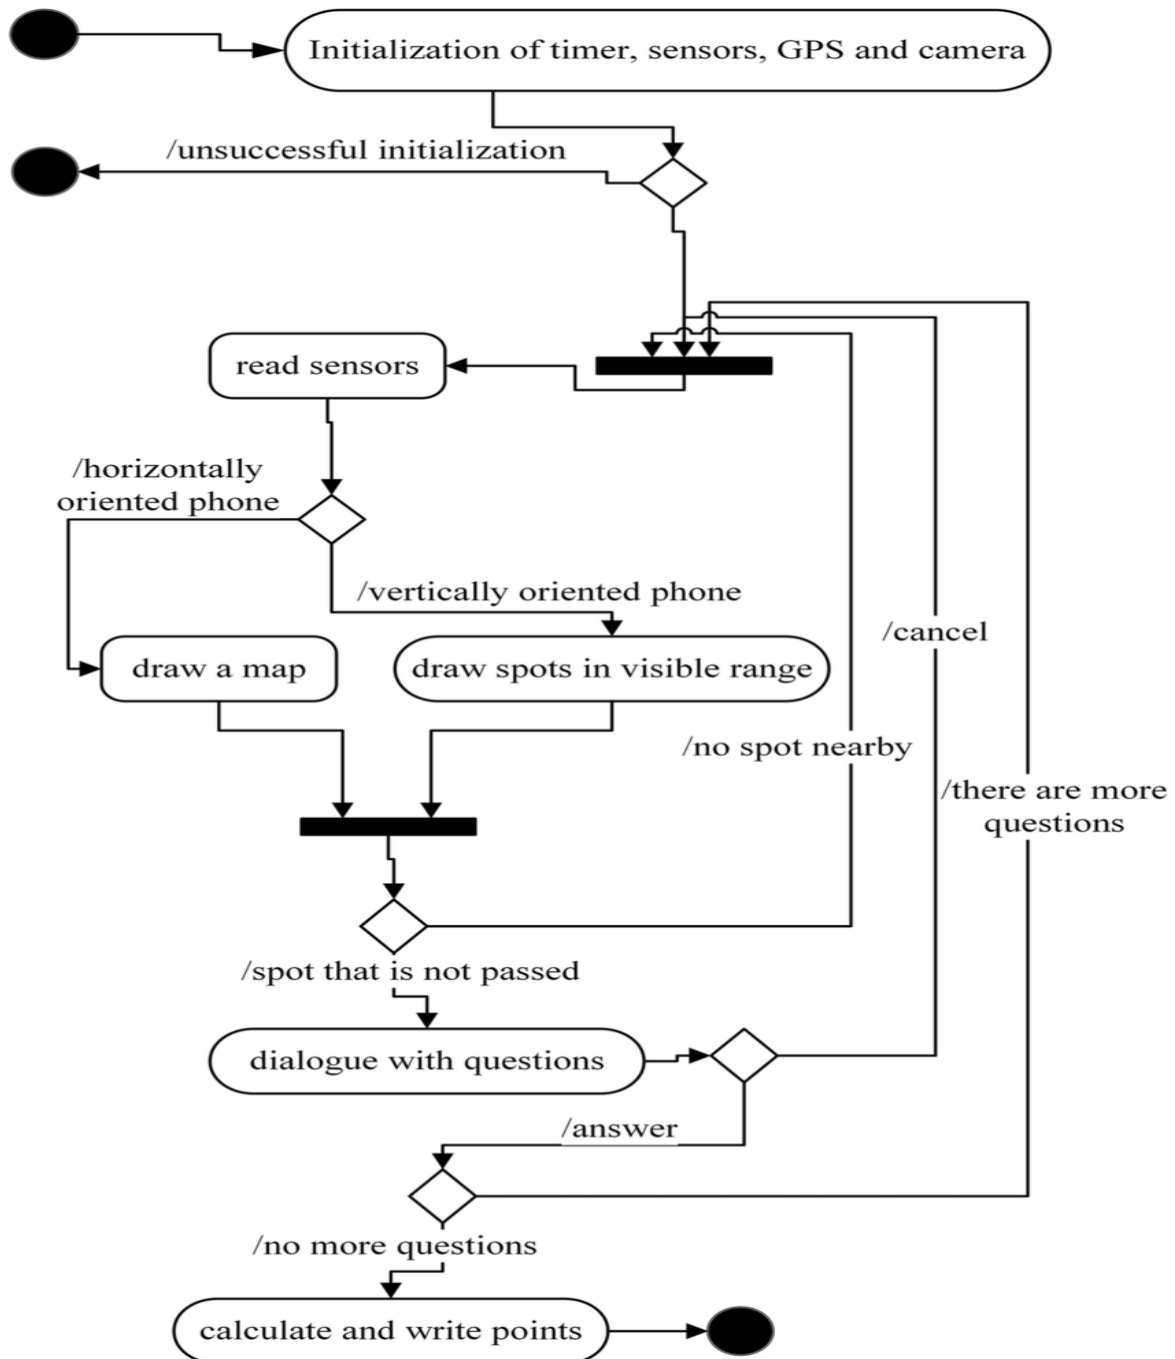 Initialization of timer, sensors, GPS and camera
/unsuccessful initialization
read sensors
/horizontally
oriented phone
/vertically oriented phone
/cancel
draw a map
draw spots in visible range
/no spot nearby
/there are more
questions
/spot that is not passed
dialogue with questions
/answer
/no more questions
calculate and write points